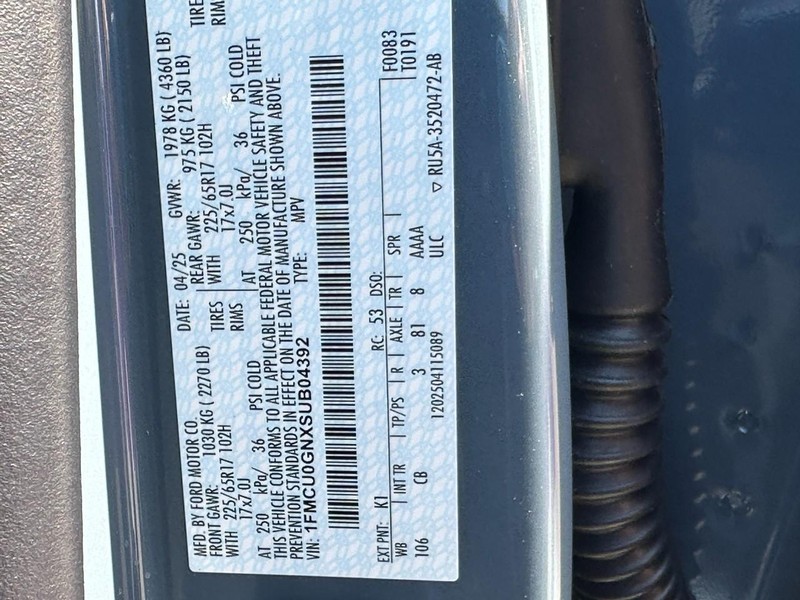 MFD. BY FORD MOTOR CO.
DATE: 04/25 GVWR: 1978 KG ( 4360 LB)
FRONT GAWR: 1030 KG ( 2270 LB) REAR GAWR: 975 KG ( 2150 LB)
WITH 225/65R17 102H TIRES WITH 225/65R17 102H TIRE
17x7.0J RIMS 17x7.0J RIM
AT 250 kPa/ 36 PSI COLD AT 250 kPa/ 36 PSI COLD
THIS VEHICLE CONFORMS TO ALL APPLICABLE FEDERAL MOTOR VEHICLE SAFETY AND THEFT
PREVENTION STANDARDS IN EFFECT ON THE DATE OF MANUFACTURE SHOWN ABOVE.
VIN: 1FMCU0GNXSUB04392 TYPE: MPV
EXT PNT: K1 RC: 53 DSO: F0083
WB INT TR TP/PS R AXLE TR SPR T0191
106 CB 3 81 8 AAAA
1202504115089 ULC ▽ RU5A-3520472-AB